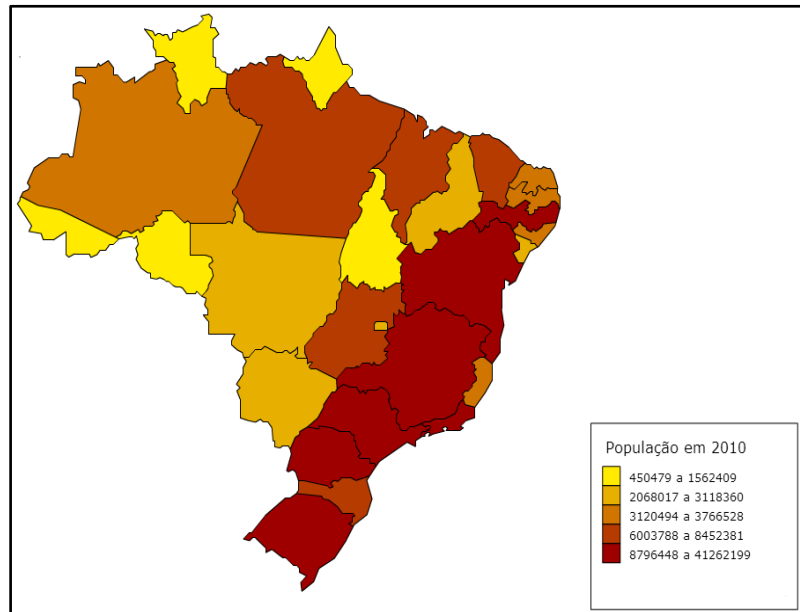 População em 2010
450479 a 1562409
2068017 a 3118360
3120494 a 3766528
6003788 a 8452381
8796448 a 41262199